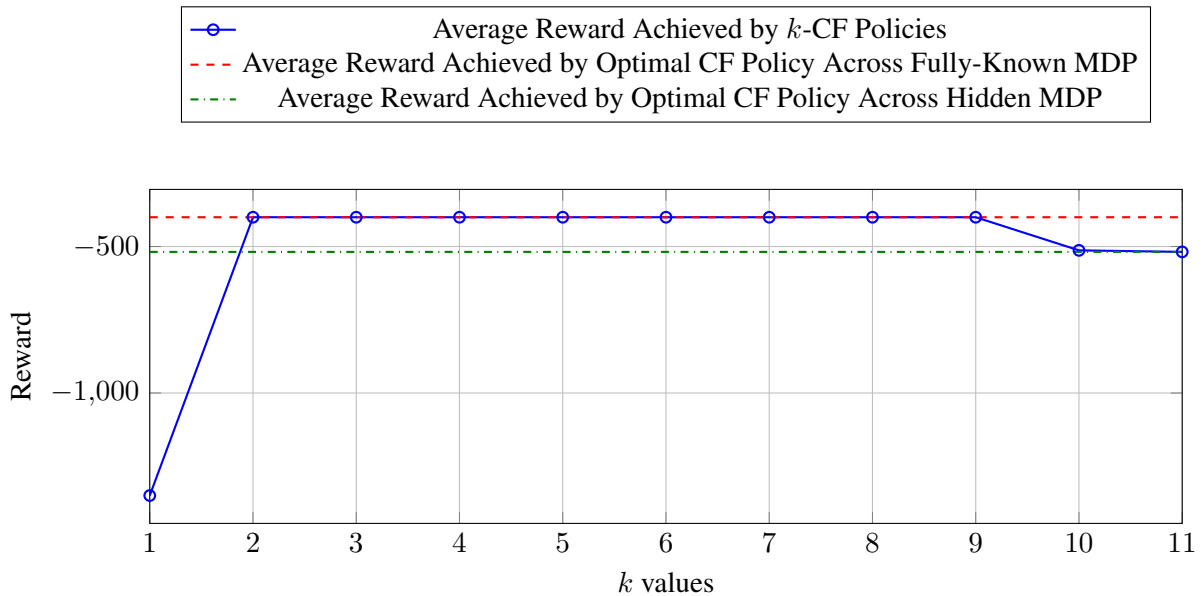 Average Reward Achieved by k-CF Policies
Average Reward Achieved by Optimal CF Policy Across Fully-Known MDP
Average Reward Achieved by Optimal CF Policy Across Hidden MDP
−500
−1,000
Reward
1 2 3 4 5 6 7 8 9 10 11
k values